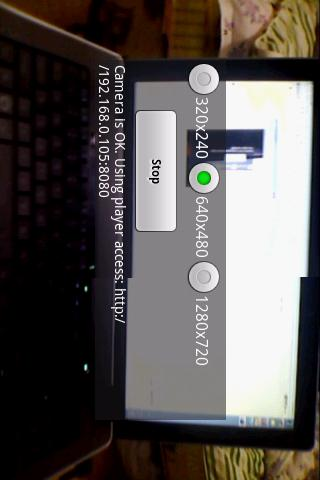 320x240 640x480 1280x720
Stop
Camera is OK. Using player access: http:/
/192.168.0.105:8080